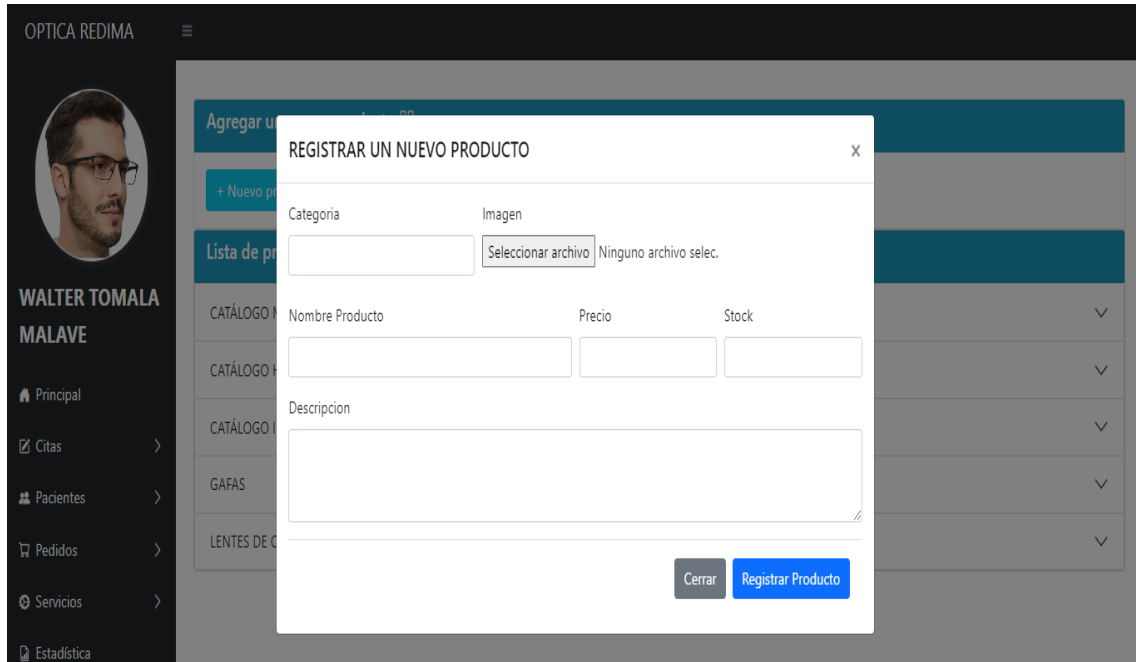 OPTICA REDIMA
WALTER TOMALA
MALAVE
Principal
Citas
Pacientes
Pedidos
Servicios
Estadística
Agregar
+ Nuevo
Lista de
CATÁLOGO
CATÁLOGO
CATÁLOGO
GAFAS
LENTES DE
REGISTRAR UN NUEVO PRODUCTO
x
Categoria Imagen
Seleccionar archivo Ninguno archivo selec.
Nombre Producto Precio Stock
Descripcion
Cerrar Registrar Producto